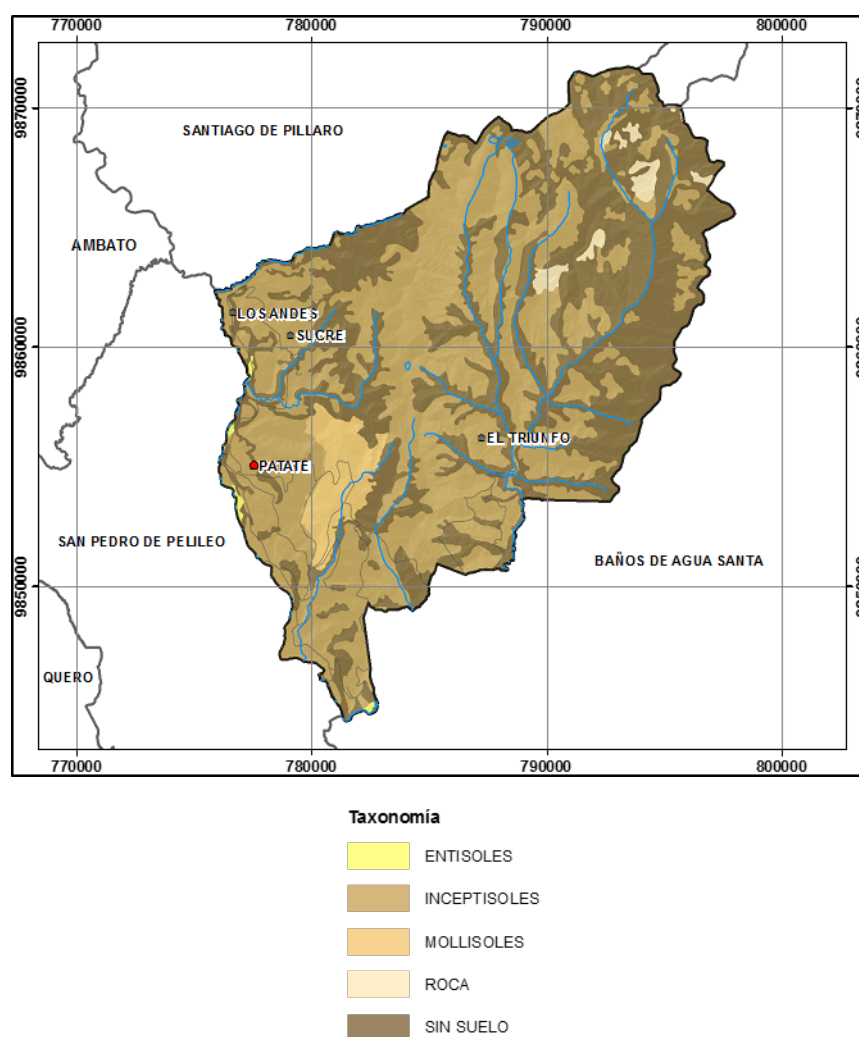 770000 780000 790000 800000
9870000
SANTIAGO DE PILLARO
AMBATO
LOS ANDES
SUCRE
9860000
EL TRIUNFO
PATATE
SAN PEDRO DE PELILEO
BAÑOS DE AGUA SANTA
9850000
QUERO
770000 780000 790000 800000
Taxonomía
ENTISOLES
INCEPTISOLES
MOLLISOLES
ROCA
SIN SUELO